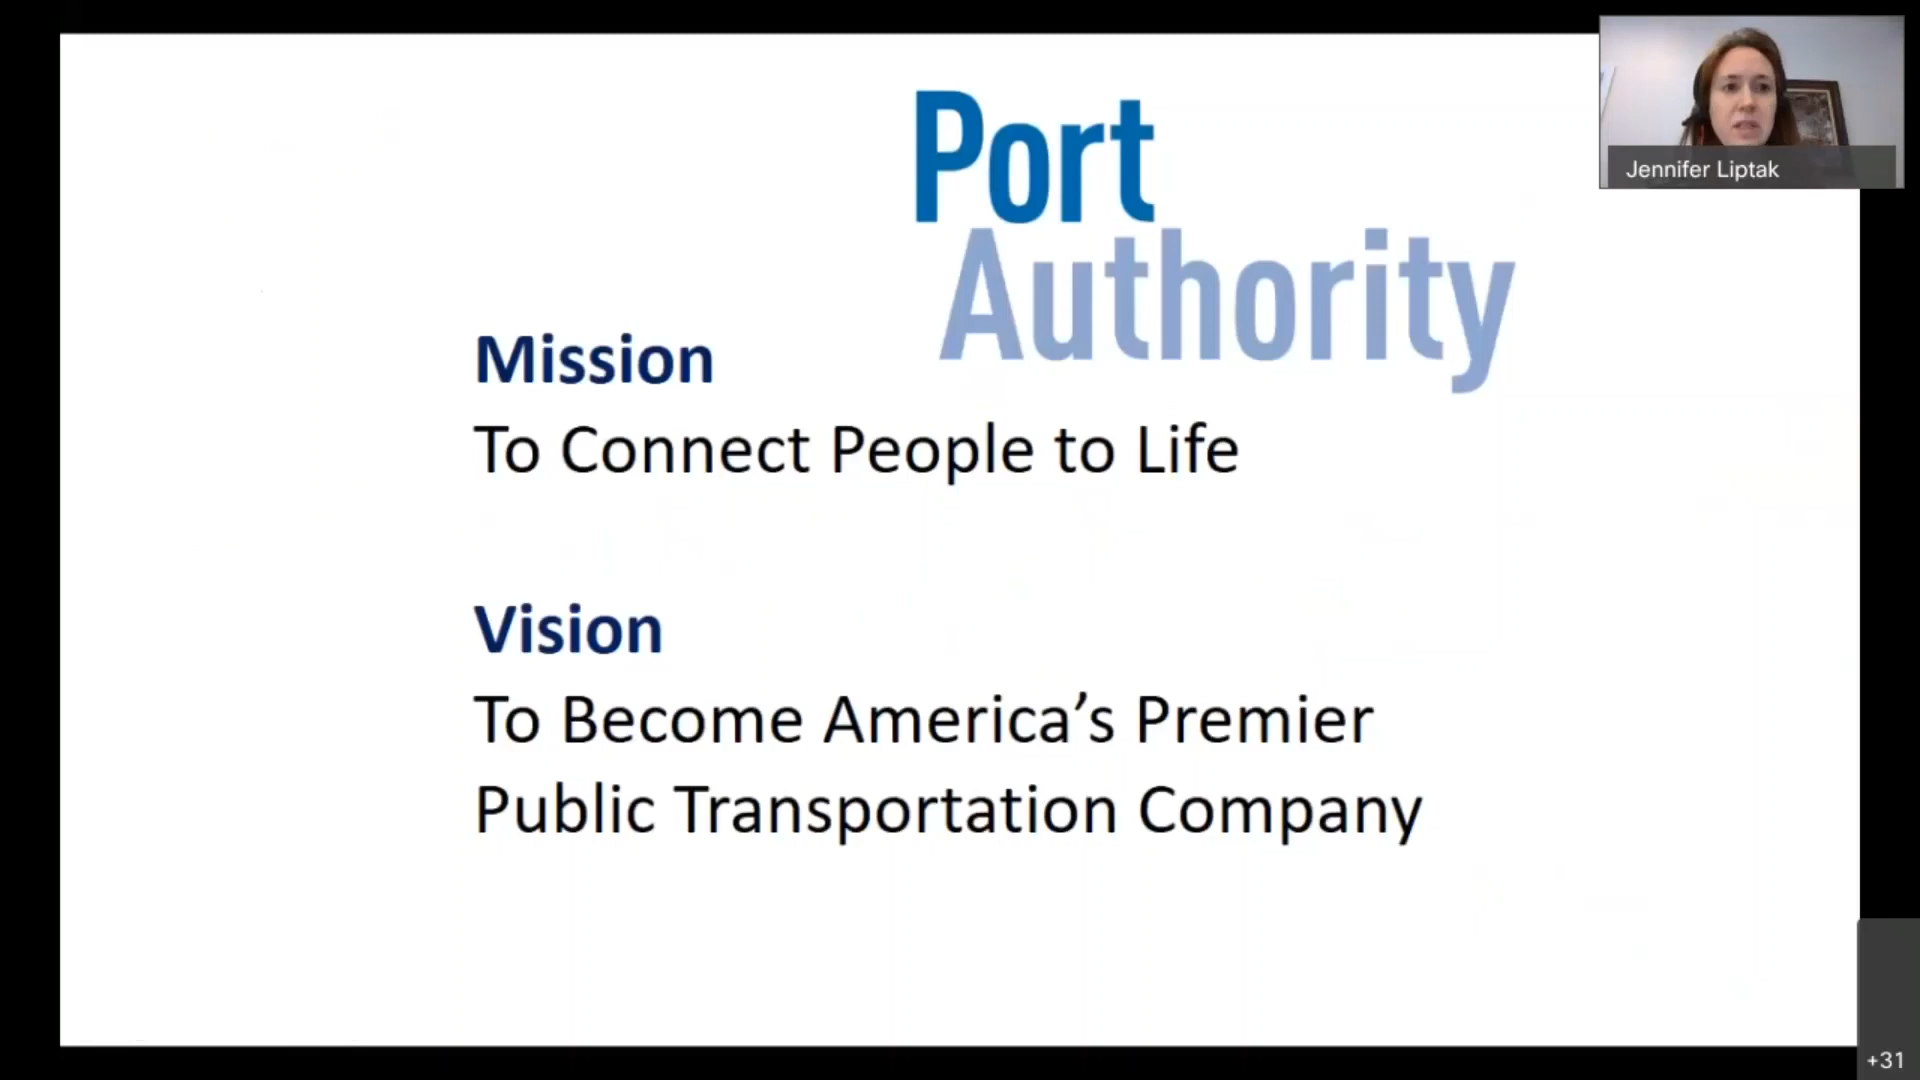 Port
Authority
Jennifer Liptak
Mission
To Connect People to Life
Vision
To Become America’s Premier
Public Transportation Company
+31